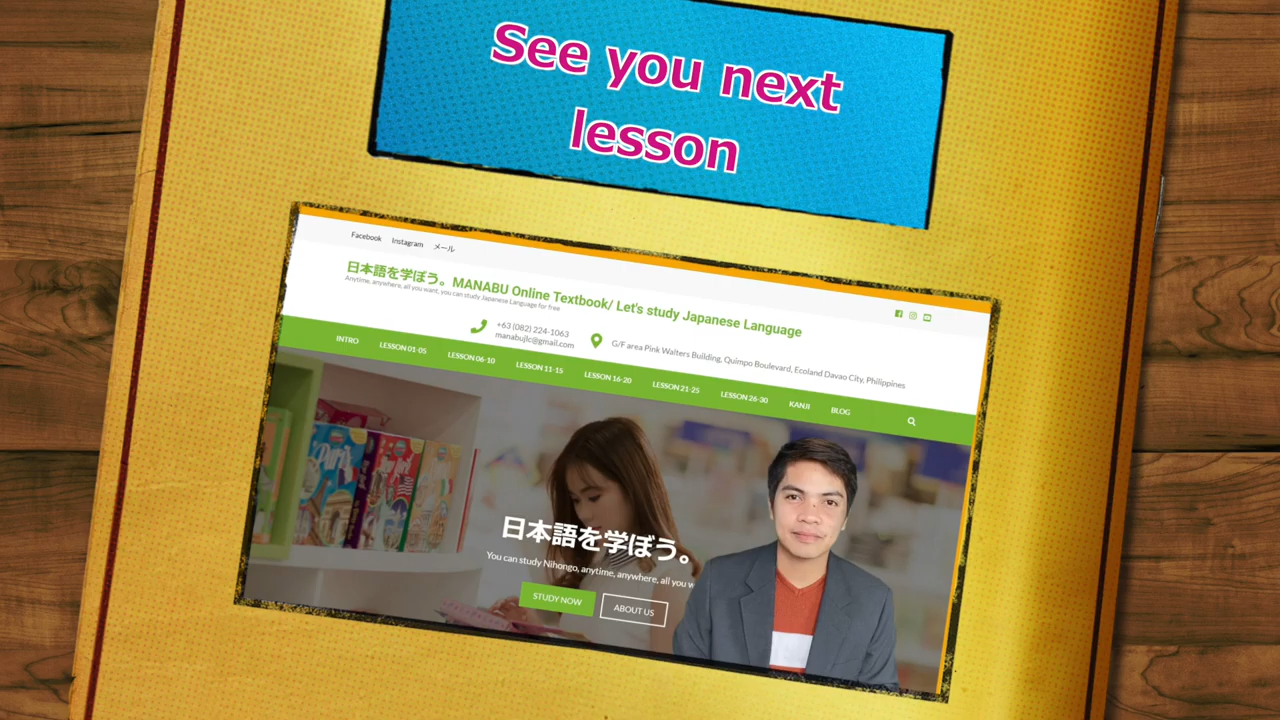 See you next
lesson
Facebook Instagram メール
日本語を学ぼう。MANABU Online Textbook/ Let's study Japanese Language
Anytime, anywhere, all you want, you can study Japanese Language for free
+63 (082) 224-1063
manabujlc@gmail.com
G/F area Pink Walters Building, Quimpo Boulevard, Ecoland Davao City, Philippines
INTRO LESSON 01-05 LESSON 06-10 LESSON 11-15 LESSON 16-20 LESSON 21-25 LESSON 26-30 KANJI BLOG
日本語を学ぼう。
You can study Nihongo, anytime, anywhere, all you w
STUDY NOW ABOUT US